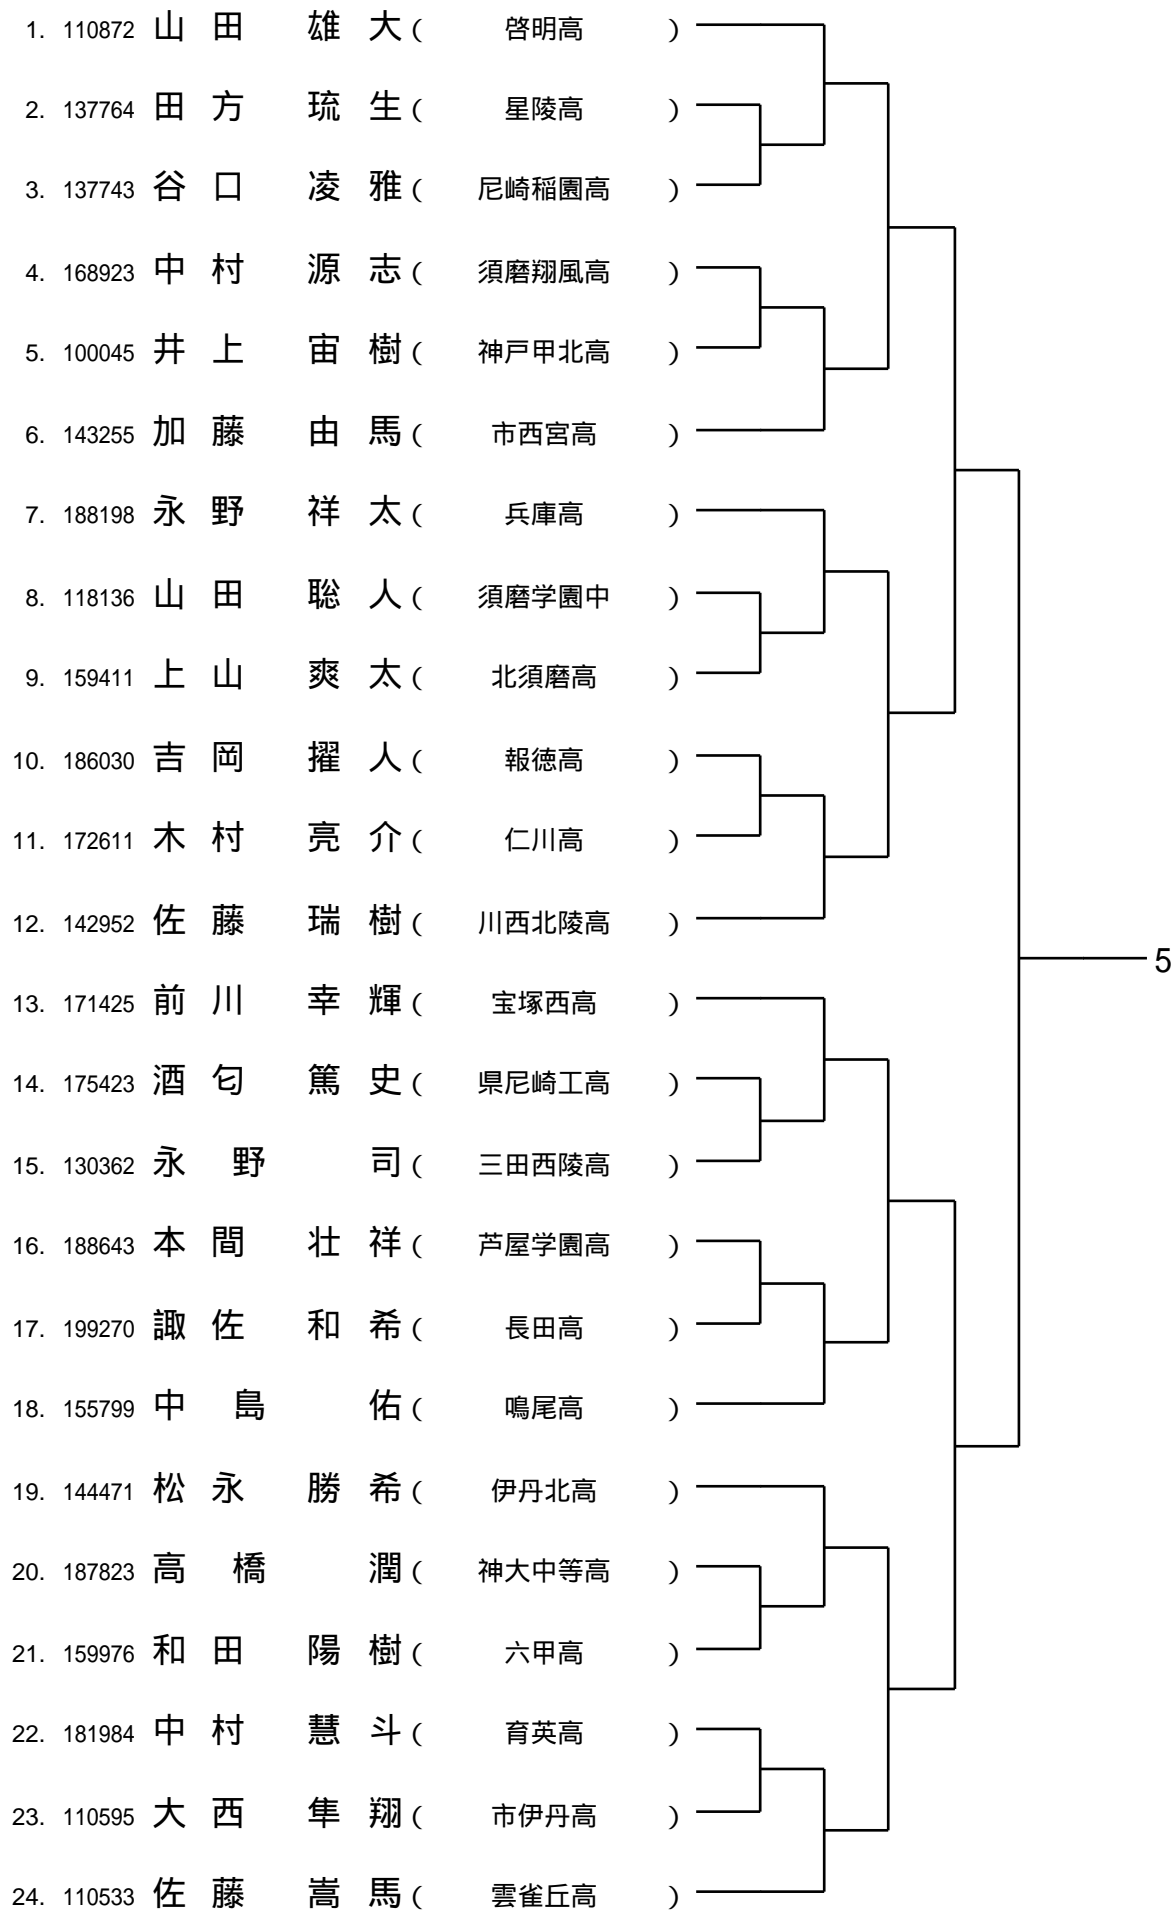 1. 110872 山田 雄大 ( 啓明高 )
2. 137764 田方 琉生 ( 星陵高 )
3. 137743 谷口 凌雅 ( 尼崎稲園高 )
4. 168923 中村 源志 ( 須磨翔風高 )
5. 100045 井上 宙樹 ( 神戸甲北高 )
6. 143255 加藤 由馬 ( 市西宮高 )
7. 188198 永野 祥太 ( 兵庫高 )
8. 118136 山田 聡人 ( 須磨学園中 )
9. 159411 上山 爽太 ( 北須磨高 )
10. 186030 吉岡 擢人 ( 報徳高 )
11. 172611 木村 亮介 ( 仁川高 )
12. 142952 佐藤 瑞樹 ( 川西北陵高 )
5
13. 171425 前川 幸輝 ( 宝塚西高 )
14. 175423 酒匂 篤史 ( 県尼崎工高 )
15. 130362 永野 司 ( 三田西陵高 )
16. 188643 本間 壮祥 ( 芦屋学園高 )
17. 199270 諏佐 和希 ( 長田高 )
18. 155799 中島 佑 ( 鳴尾高 )
19. 144471 松永 勝希 ( 伊丹北高 )
20. 187823 高橋 潤 ( 神大中等高 )
21. 159976 和田 陽樹 ( 六甲高 )
22. 181984 中村 慧斗 ( 育英高 )
23. 110595 大西 隼翔 ( 市伊丹高 )
24. 110533 佐藤 嵩馬 ( 雲雀丘高 )